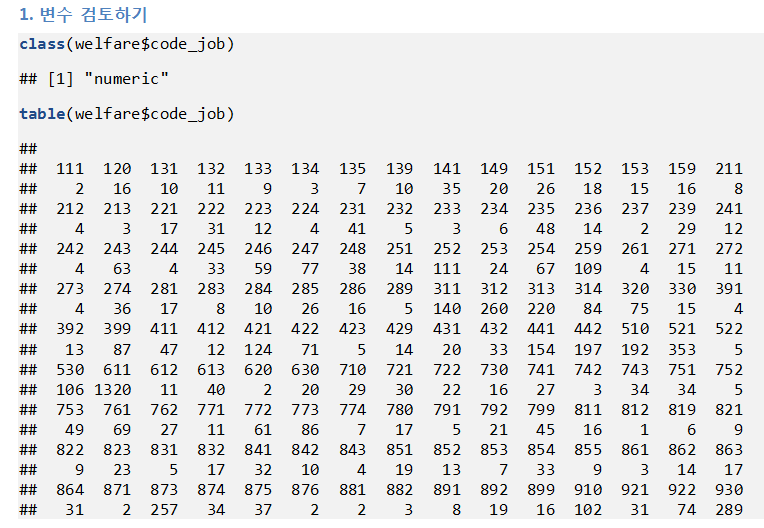 1. 변수 검토하기
class(welfare$code_job)
## [1] "numeric"
table(welfare$code_job)
##
## 111 120 131 132 133 134 135 139 141 149 151 152 153 159 211
## 2 16 10 11 9 3 7 10 35 20 26 18 15 16 8
## 212 213 221 222 223 224 231 232 233 234 235 236 237 239 241
## 4 3 17 31 12 4 41 5 3 6 48 14 2 29 12
## 242 243 244 245 246 247 248 251 252 253 254 259 261 271 272
## 4 63 4 33 59 77 38 14 111 24 67 109 4 15 11
## 273 274 281 283 284 285 286 289 311 312 313 314 320 330 391
## 4 36 17 8 10 26 16 5 140 260 220 84 75 15 4
## 392 399 411 412 421 422 423 429 431 432 441 442 510 521 522
## 13 87 47 12 124 71 5 14 20 33 154 197 192 353 5
## 530 611 612 613 620 630 710 721 722 730 741 742 743 751 752
## 106 1320 11 40 2 20 29 30 22 16 27 3 34 34 5
## 753 761 762 771 772 773 774 780 791 792 799 811 812 819 821
## 49 69 27 11 61 86 7 17 5 21 45 16 1 6 9
## 822 823 831 832 841 842 843 851 852 853 854 855 861 862 863
## 9 23 5 17 32 10 4 19 13 7 33 9 3 14 17
## 864 871 873 874 875 876 881 882 891 892 899 910 921 922 930
## 31 2 257 34 37 2 2 3 8 19 16 102 31 74 289